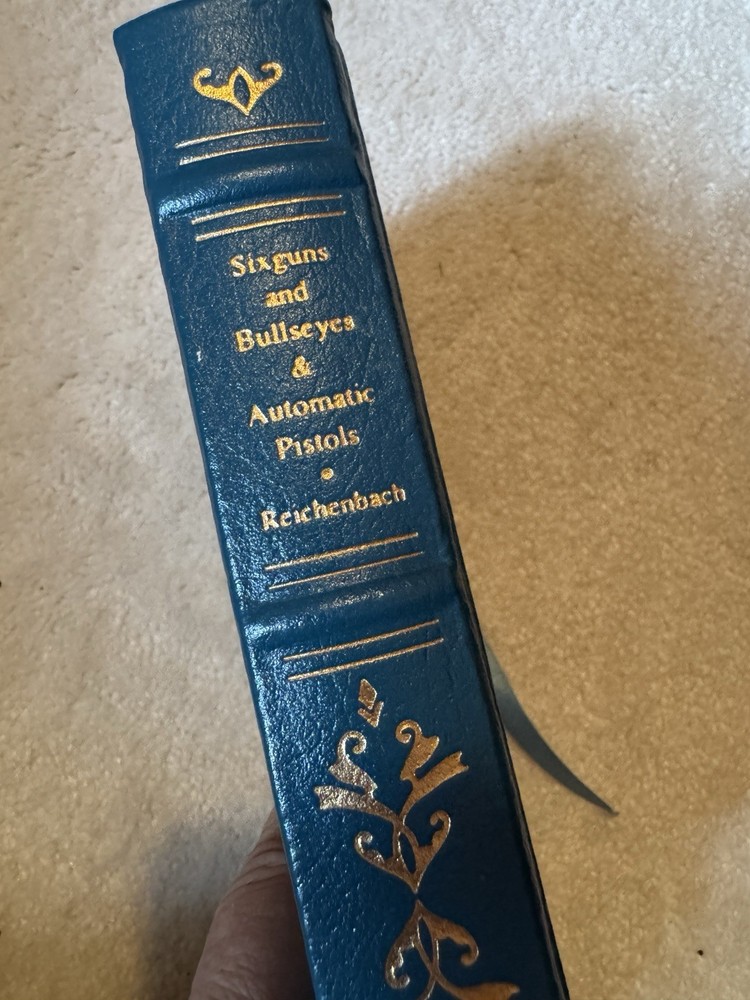 Sixguns
and
Bullseyes
&
Automatic
Pistols
•
Reichenbach